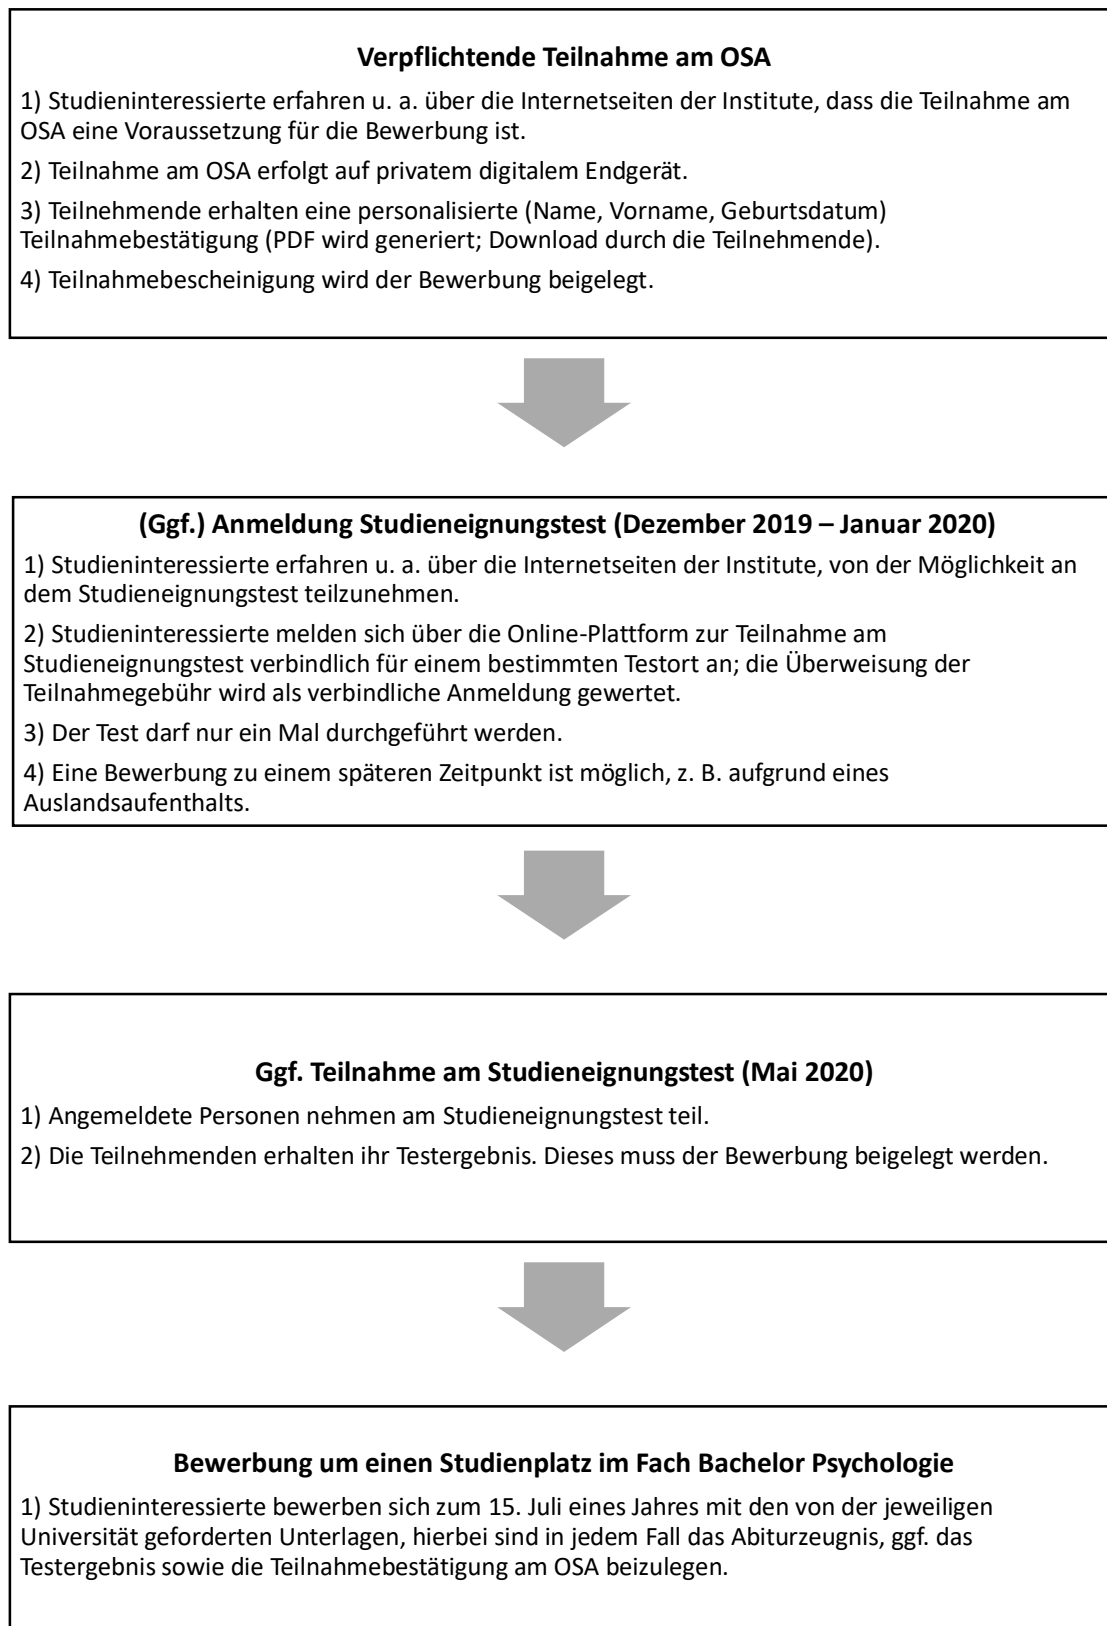 Verpflichtende Teilnahme am OSA
1) Studieninteressierte erfahren u. a. über die Internetseiten der Institute, dass die Teilnahme am
OSA eine Voraussetzung für die Bewerbung ist.
2) Teilnahme am OSA erfolgt auf privatem digitalem Endgerät.
3) Teilnehmende erhalten eine personalisierte (Name, Vorname, Geburtsdatum)
Teilnahmebestätigung (PDF wird generiert; Download durch die Teilnehmende).
4) Teilnahmebescheinigung wird der Bewerbung beigelegt.
(Ggf.) Anmeldung Studieneignungstest (Dezember 2019 – Januar 2020)
1) Studieninteressierte erfahren u. a. über die Internetseiten der Institute, von der Möglichkeit an
dem Studieneignungstest teilzunehmen.
2) Studieninteressierte melden sich über die Online-Plattform zur Teilnahme am
Studieneignungstest verbindlich für einem bestimmten Testort an; die Überweisung der
Teilnahmegebühr wird als verbindliche Anmeldung gewertet.
3) Der Test darf nur ein Mal durchgeführt werden.
4) Eine Bewerbung zu einem späteren Zeitpunkt ist möglich, z. B. aufgrund eines
Auslandsaufenthalts.
Ggf. Teilnahme am Studieneignungstest (Mai 2020)
1) Angemeldete Personen nehmen am Studieneignungstest teil.
2) Die Teilnehmenden erhalten ihr Testergebnis. Dieses muss der Bewerbung beigelegt werden.
Bewerbung um einen Studienplatz im Fach Bachelor Psychologie
1) Studieninteressierte bewerben sich zum 15. Juli eines Jahres mit den von der jeweiligen
Universität geforderten Unterlagen, hierbei sind in jedem Fall das Abiturzeugnis, ggf. das
Testergebnis sowie die Teilnahmebestätigung am OSA beizulegen.